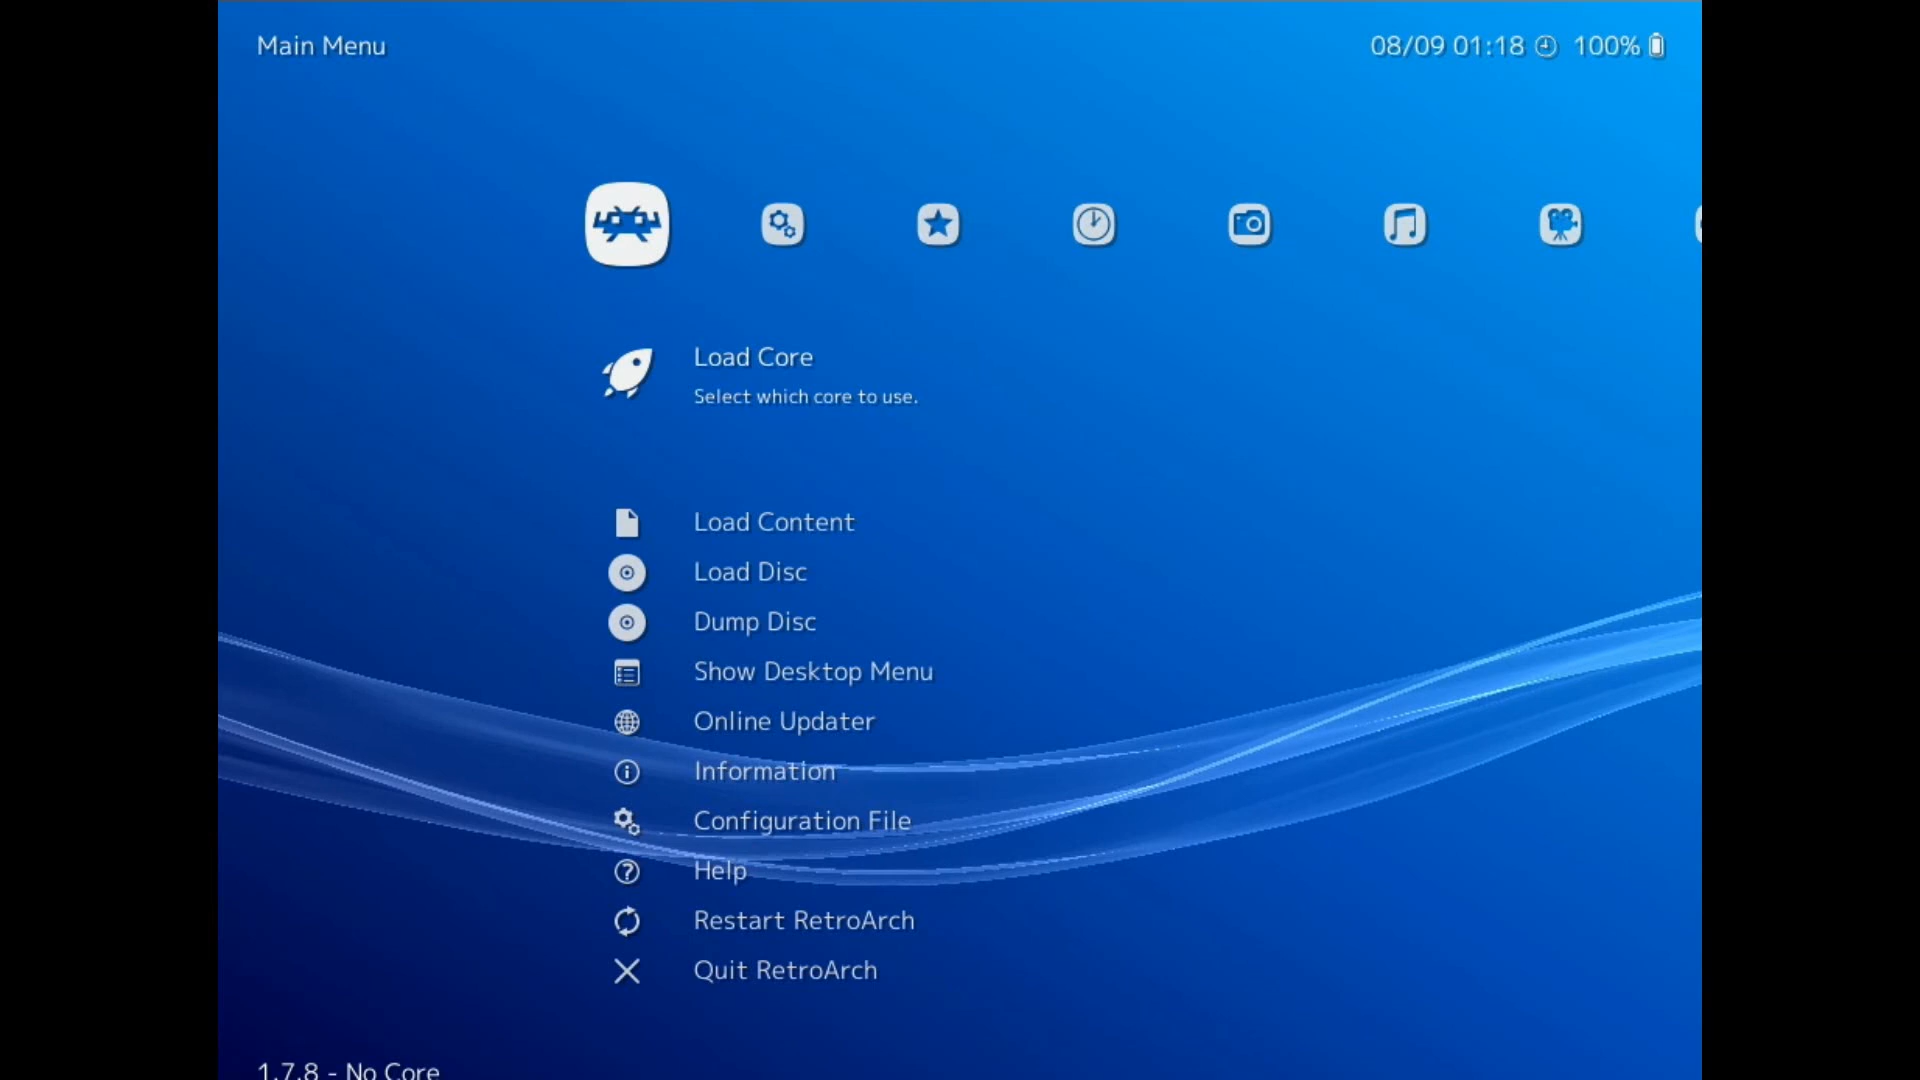 Main Menu
08/09 01:18 100%
Load Core
Select which core to use.
Load Content
Load Disc
Dump Disc
Show Desktop Menu
Online Updater
Information
Configuration File
Help
Restart RetroArch
Quit RetroArch
1.7.8 - No Core